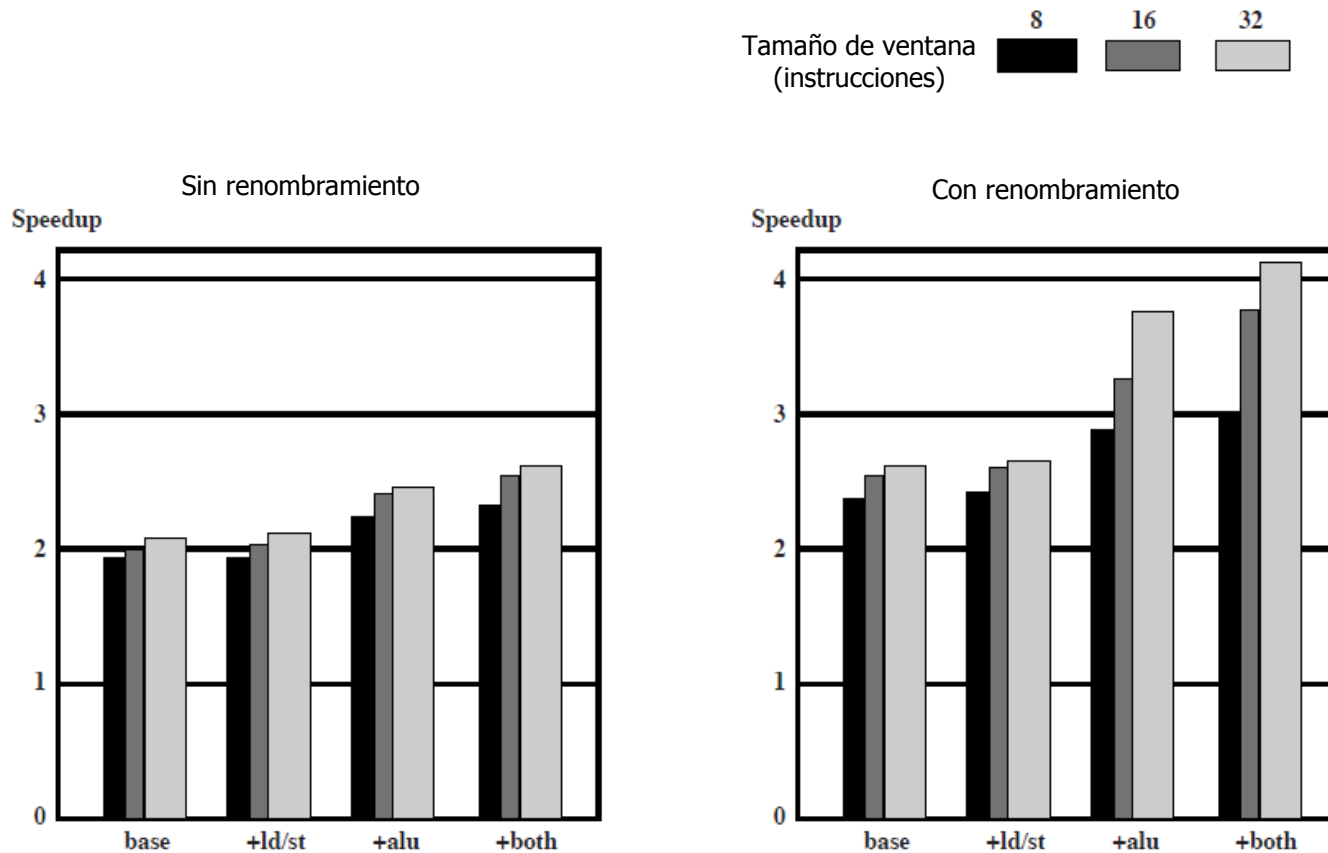 8 16 32
Tamaño de ventana
(instrucciones)
Sin renombramiento
Speedup
4
3
2
1
0
base +ld/st +alu +both
Con renombramiento
Speedup
4
3
2
1
0
base +ld/st +alu +both